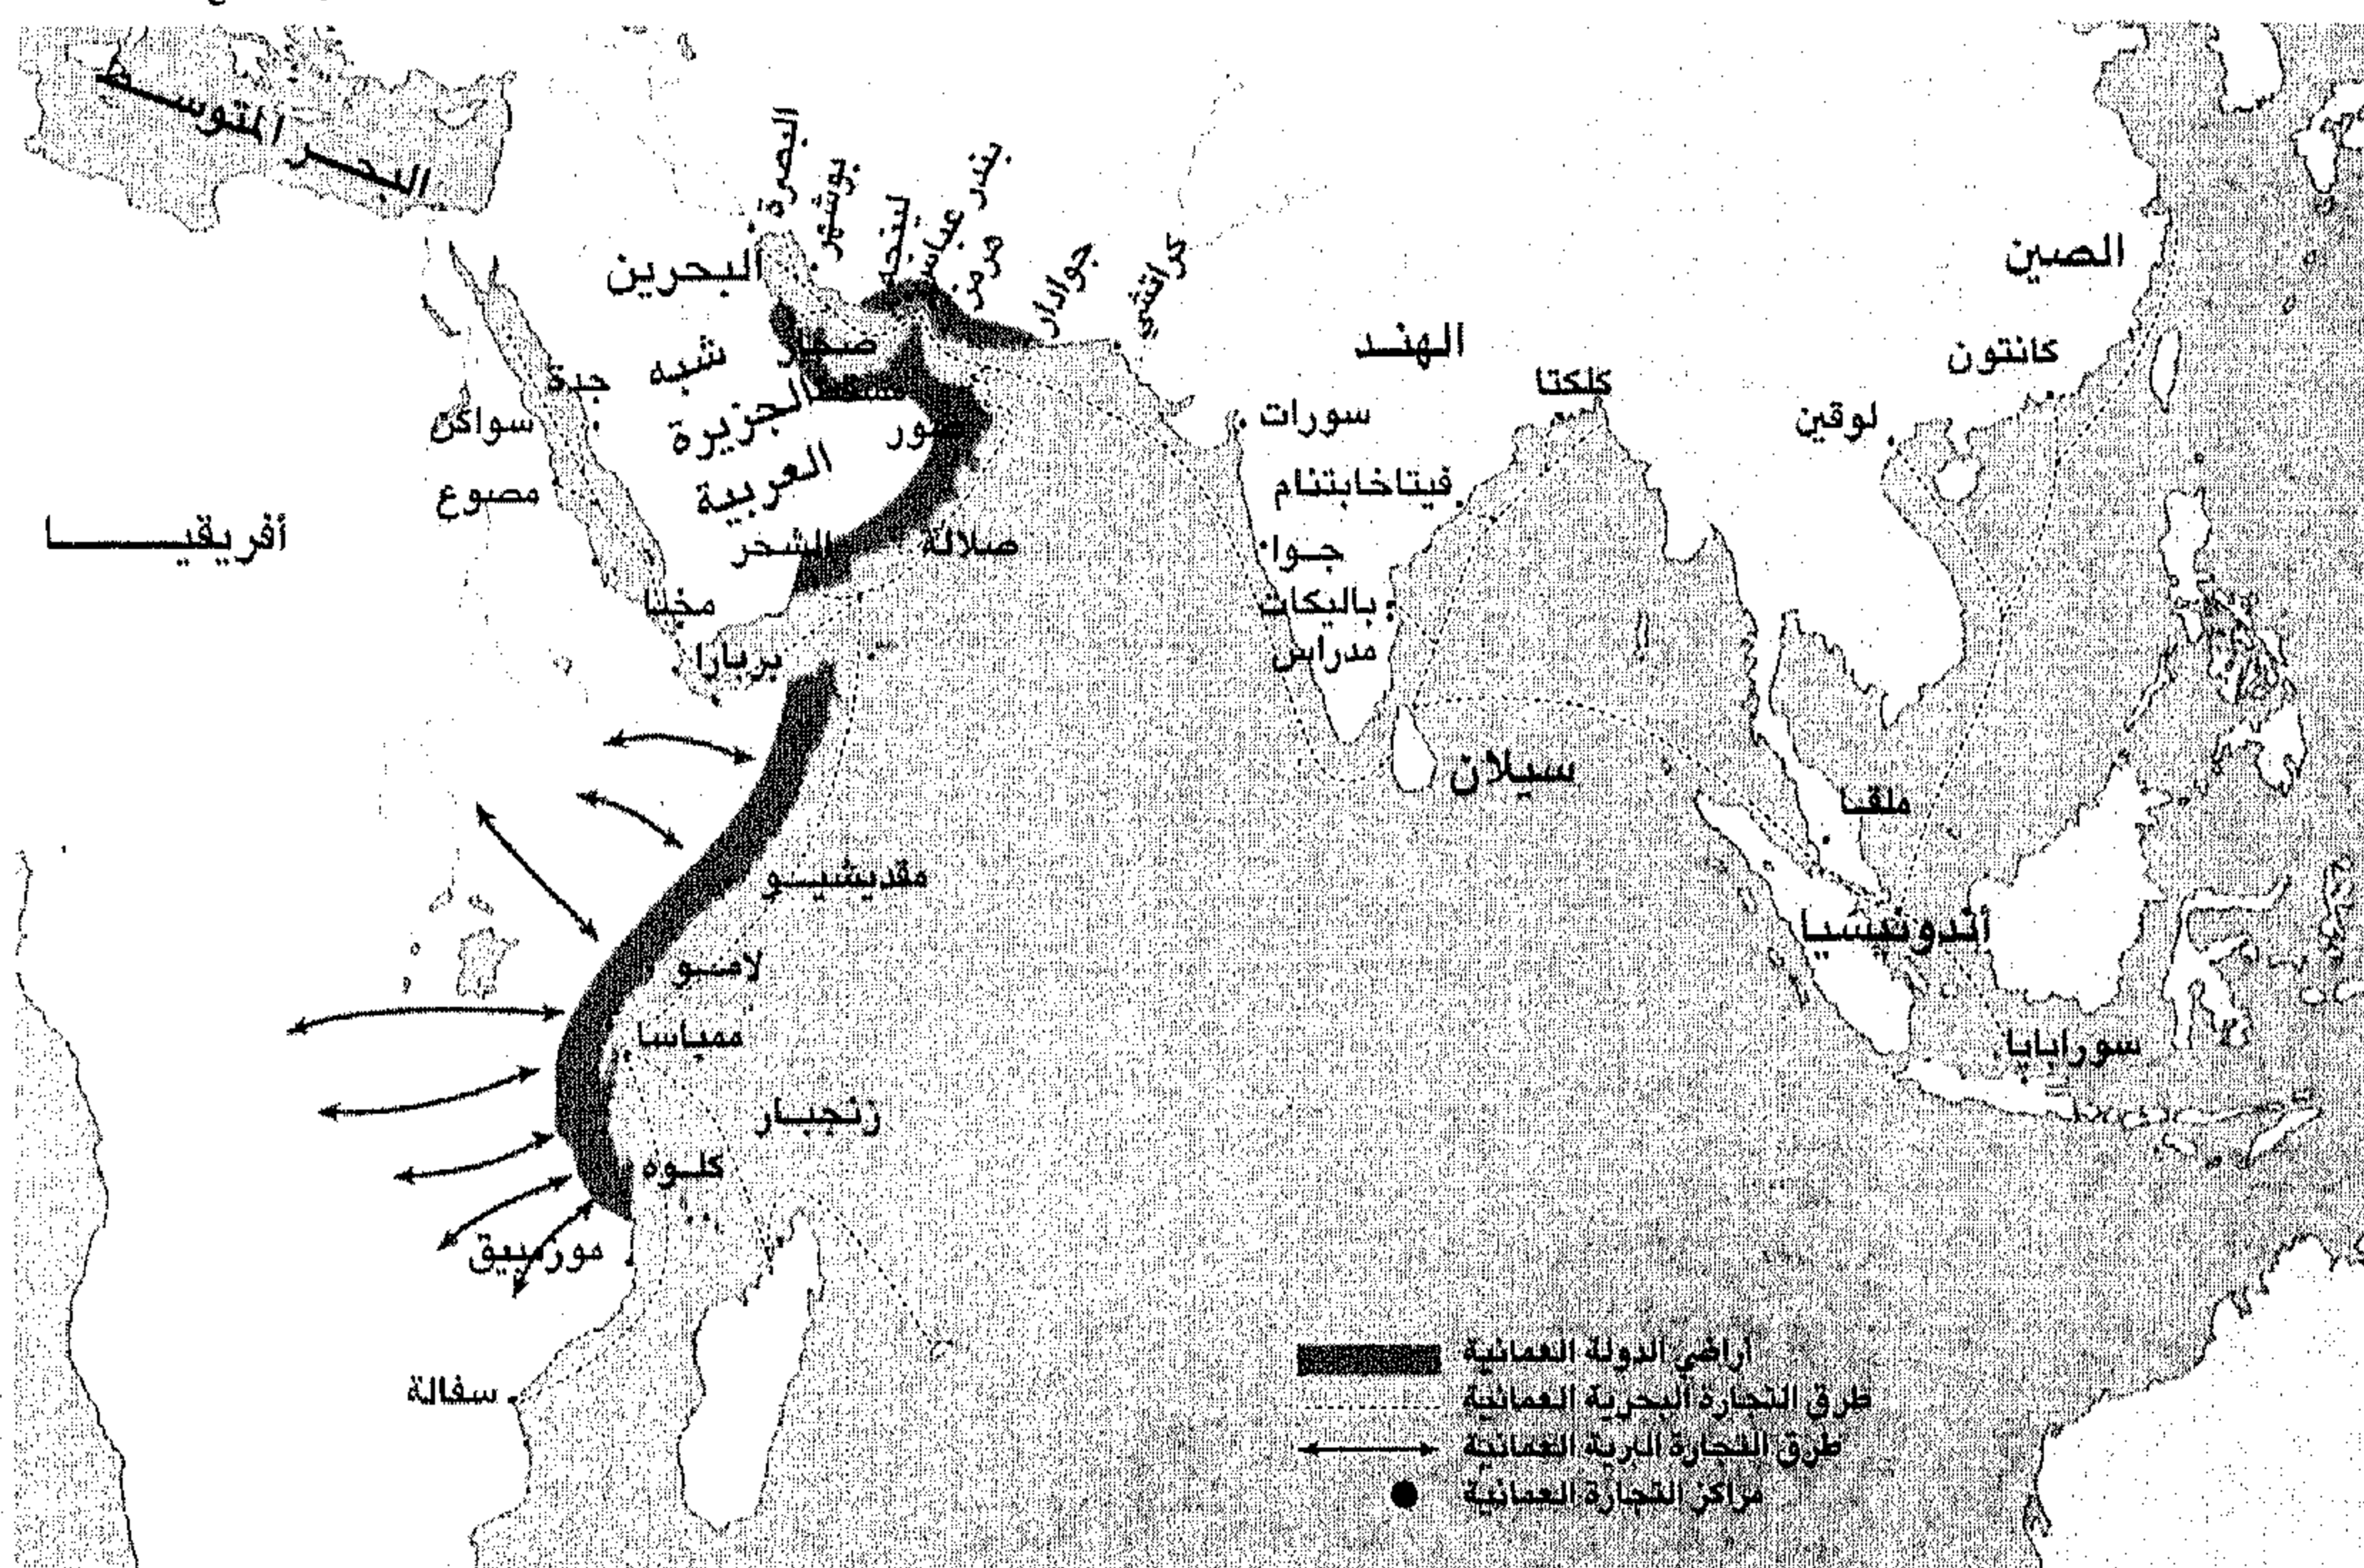 البحر المتوسط
البصرة
بوشهر
لينجه
بندر
عباس
هرمز
جوادار
كراتشي
البحرين
صحار
مسقط
صور
شبه
الجزيرة
العربية
جدة
سواكن
مصوع
أفريقيا
الشحر
صلالة
مخا
بربارا
الهند
سورات
كلكتا
فيتاخابتنام
جوا
باليكات
مدراس
سيلان
الصين
كانتون
لوقين
ملقا
أندونيشيا
سورابايا
مقديشيو
لامو
ممباسا
زنجبار
كلوه
موزمبيق
سفالة
أراضي الدولة العمانية
طرق التجارة البحرية العمانية
طرق التجارة البرية العمانية
مراكز التجارة العمانية